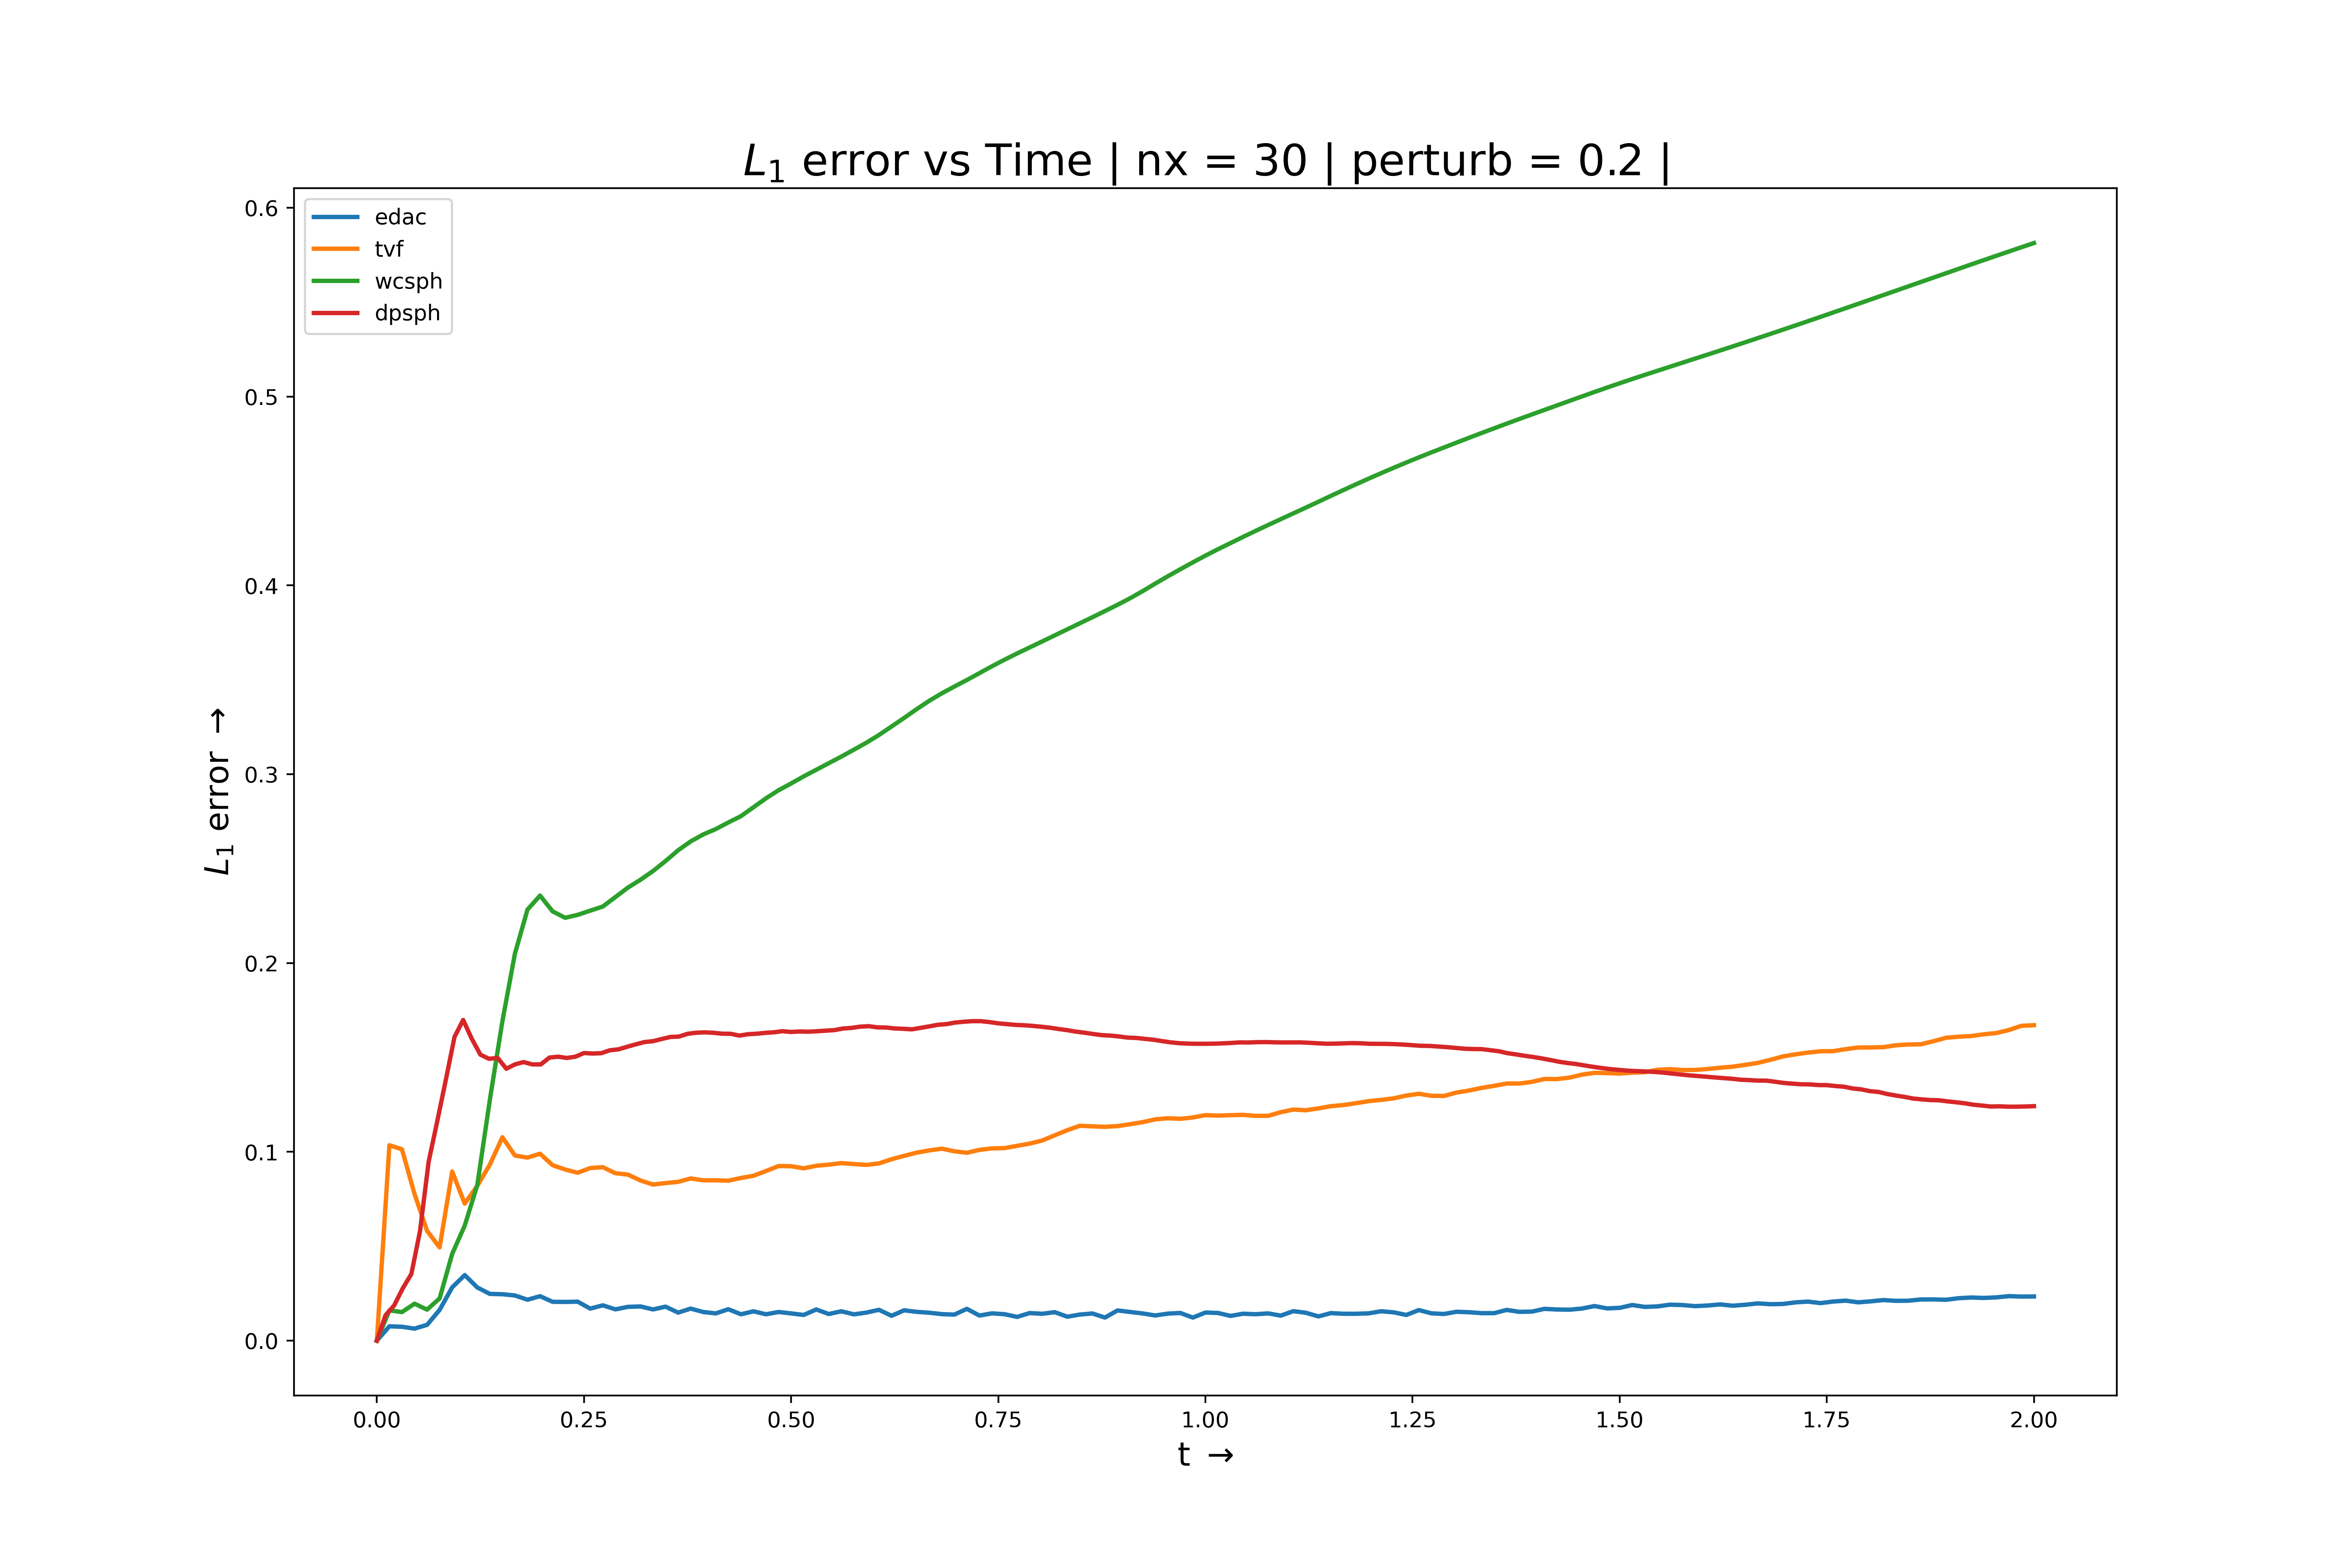 L1 error vs Time | nx = 30 | perturb = 0.2 |
edac
tvf
wcsph
dpsph
0.6
0.5
0.4
0.3
0.2
0.1
0.0
L1 error →
0.00 0.25 0.50 0.75 1.00 1.25 1.50 1.75 2.00
t →